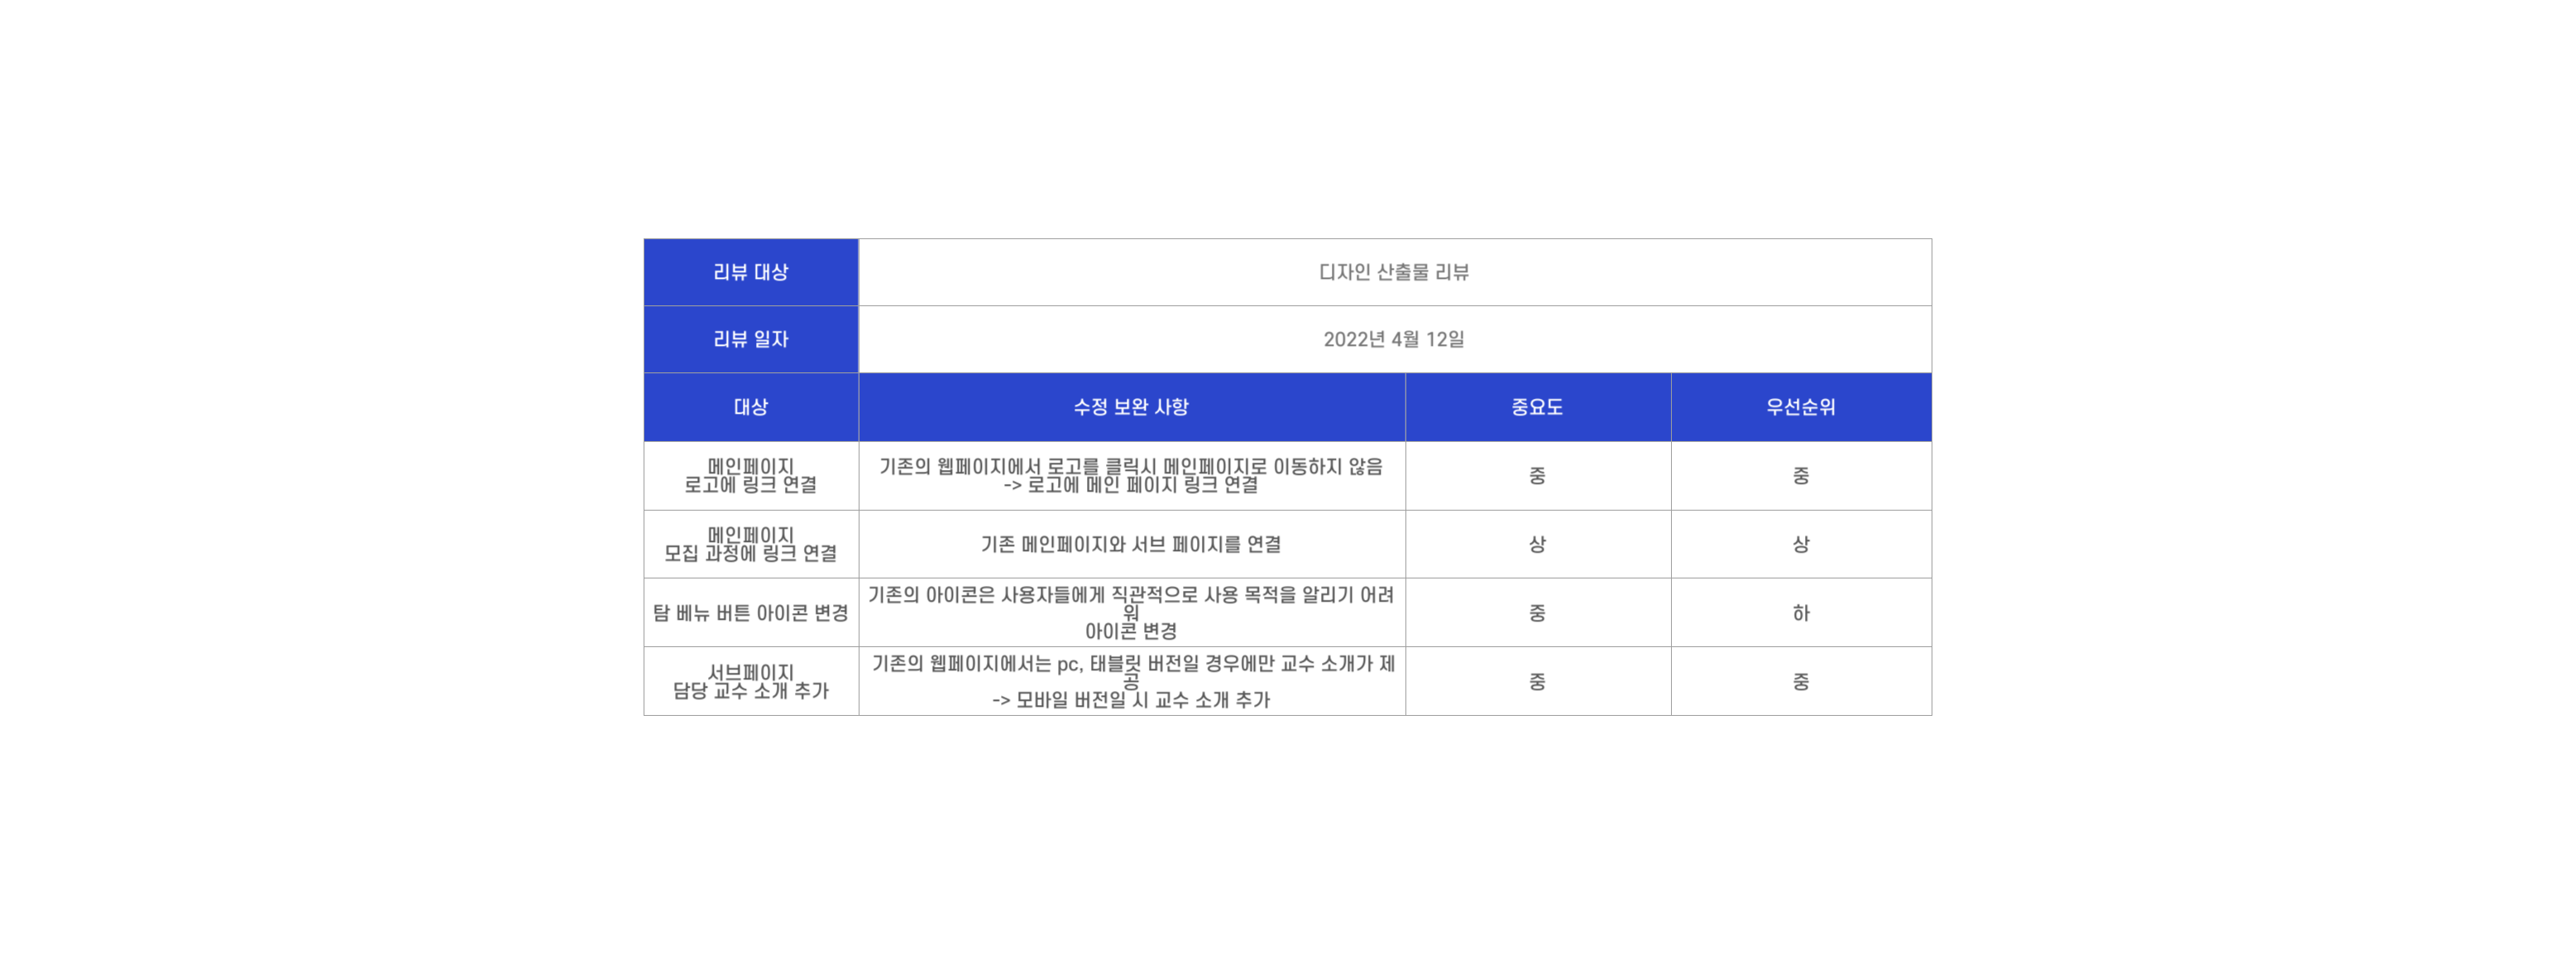 리뷰 대상
디자인 산출물 리뷰
리뷰 일자
2022년 4월 12일
대상
수정 보완 사항
중요도
우선순위
메인페이지
로고에 링크 연결
기존의 웹페이지에서 로고를 클릭시 메인페이지로 이동하지 않음
-> 로고에 메인 페이지 링크 연결
중
중
메인페이지
모집 과정에 링크 연결
기존 메인페이지와 서브 페이지를 연결
상
상
탐 베뉴 버튼 아이콘 변경
기존의 아이콘은 사용자들에게 직관적으로 사용 목적을 알리기 어려
워
아이콘 변경
중
하
서브페이지
담당 교수 소개 추가
기존의 웹페이지에서는 pc, 태블릿 버전일 경우에만 교수 소개가 제
공
-> 모바일 버전일 시 교수 소개 추가
중
중